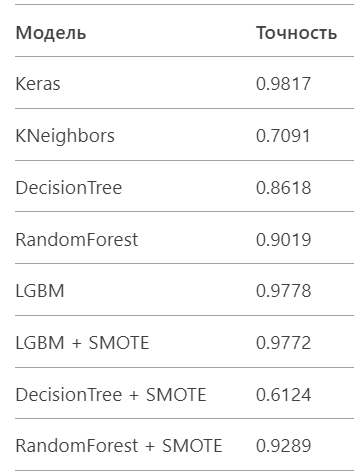 Модель Точность
Keras 0.9817
KNeighbors 0.7091
DecisionTree 0.8618
RandomForest 0.9019
LGBM 0.9778
LGBM + SMOTE 0.9772
DecisionTree + SMOTE 0.6124
RandomForest + SMOTE 0.9289